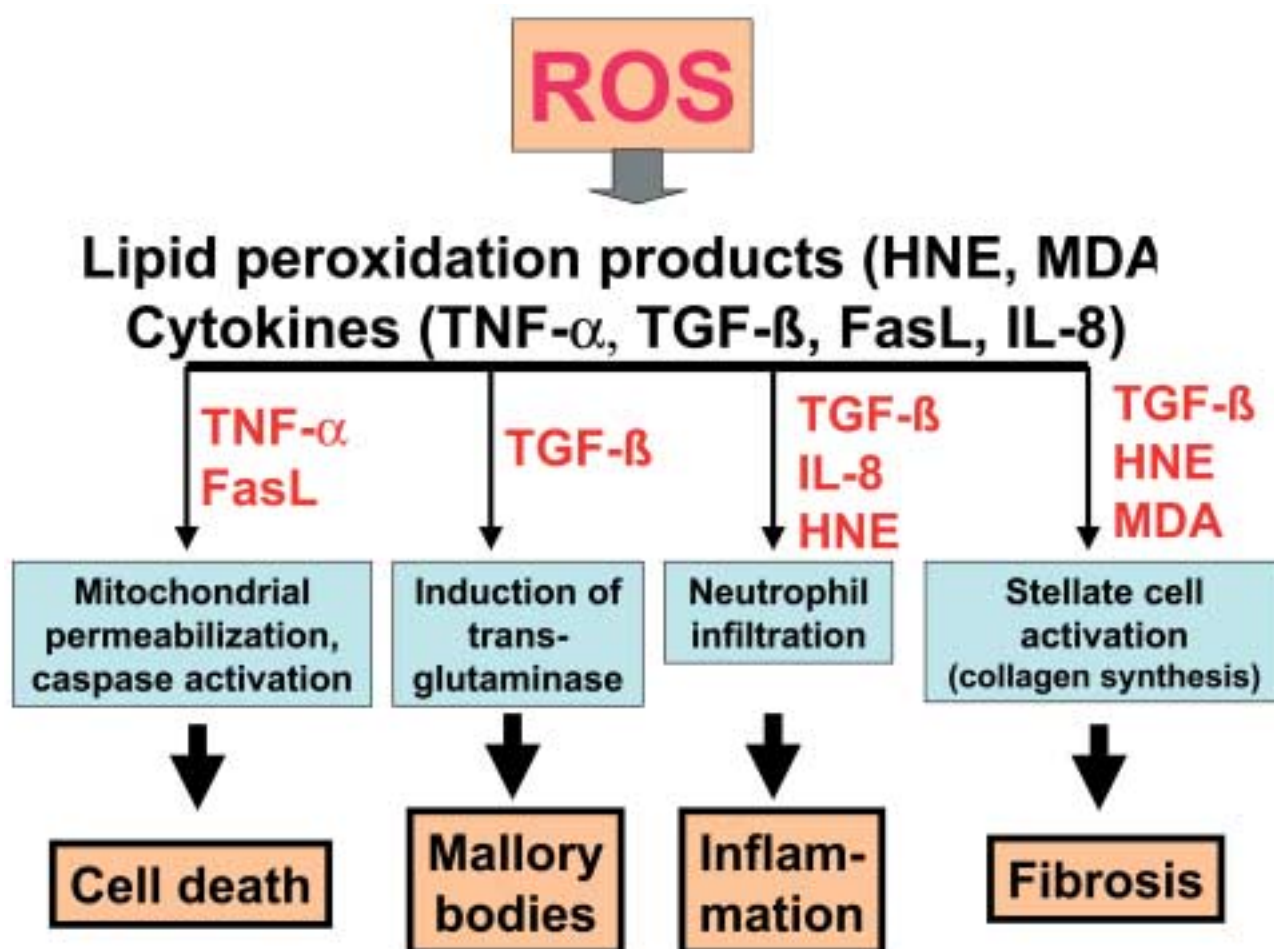 ROS
Lipid peroxidation products (HNE, MDA
Cytokines (TNF-α, TGF-ß, FasL, IL-8)
TNF-α
FasL
TGF-ß
TGF-ß
IL-8
HNE
TGF-ß
HNE
MDA
Mitochondrial
permeabilization,
caspase activation
Induction of
trans-
glutaminase
Neutrophil
infiltration
Stellate cell
activation
(collagen synthesis)
Cell death
Mallory
bodies
Inflam-
mation
Fibrosis